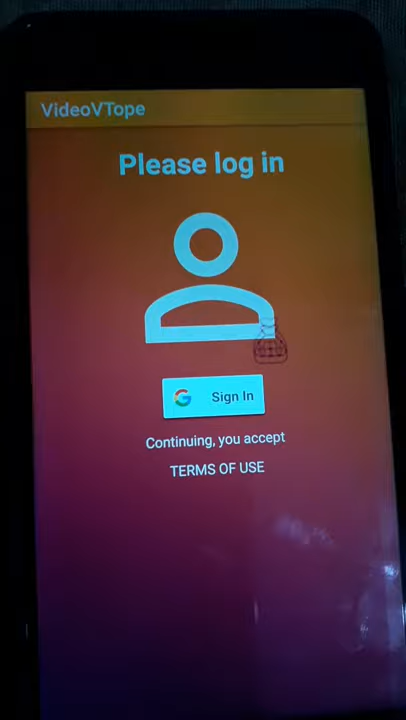 VideoVTope
Please log in
Sign In
Continuing, you accept
TERMS OF USE